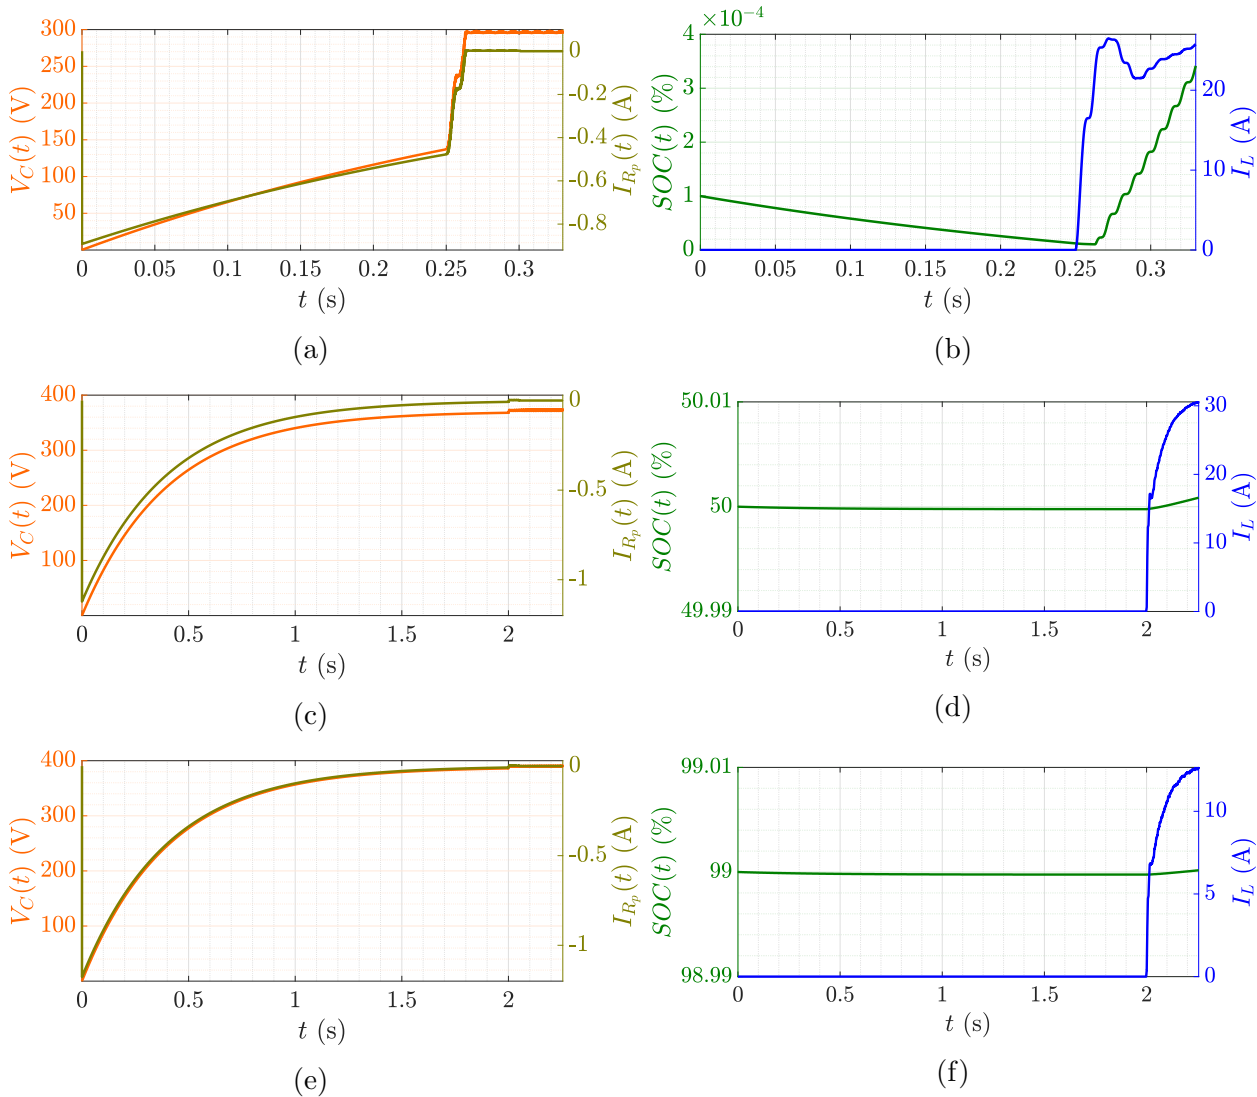 ×10⁻⁴
300
250
200
150
100
50
V_C(t) (V)
0
-0.2
-0.4
-0.6
-0.8
I_{R_p}(t) (A)
0 0.05 0.1 0.15 0.2 0.25 0.3
t (s)
(a)
4
3
2
1
0
SOC(t) (%)
20
10
0
I_L (A)
0 0.05 0.1 0.15 0.2 0.25 0.3
t (s)
(b)
400
300
200
100
V_C(t) (V)
0
-0.5
-1
I_{R_p}(t) (A)
0 0.5 1 1.5 2
t (s)
(c)
50.01
50
49.99
SOC(t) (%)
30
20
10
0
I_L (A)
0 0.5 1 1.5 2
t (s)
(d)
400
300
200
100
V_C(t) (V)
0
-0.5
-1
I_{R_p}(t) (A)
0 0.5 1 1.5 2
t (s)
(e)
99.01
99
98.99
SOC(t) (%)
10
5
0
I_L (A)
0 0.5 1 1.5 2
t (s)
(f)